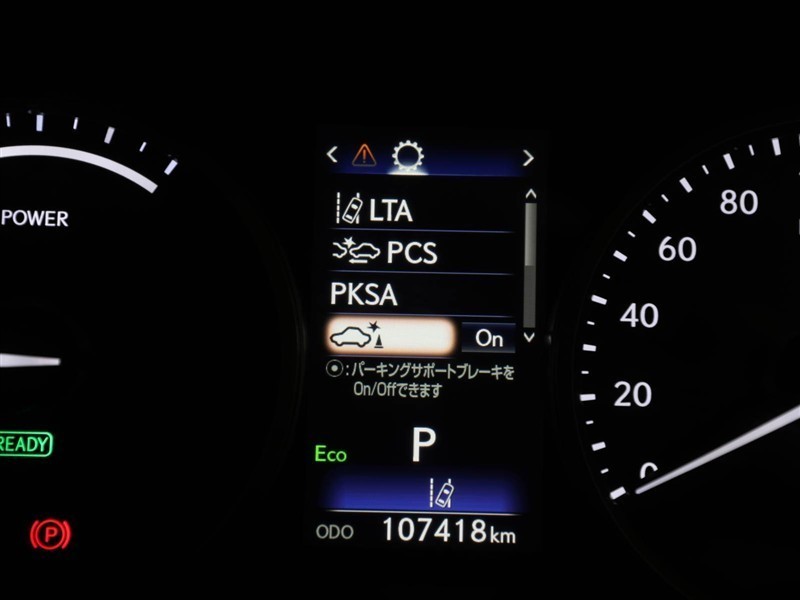 LTA
PCS
PKSA
On
:パーキングサポートブレーキを
On/Offできます
POWER
READY
P
Eco
P
ODO 107418km
80
60
40
20
0